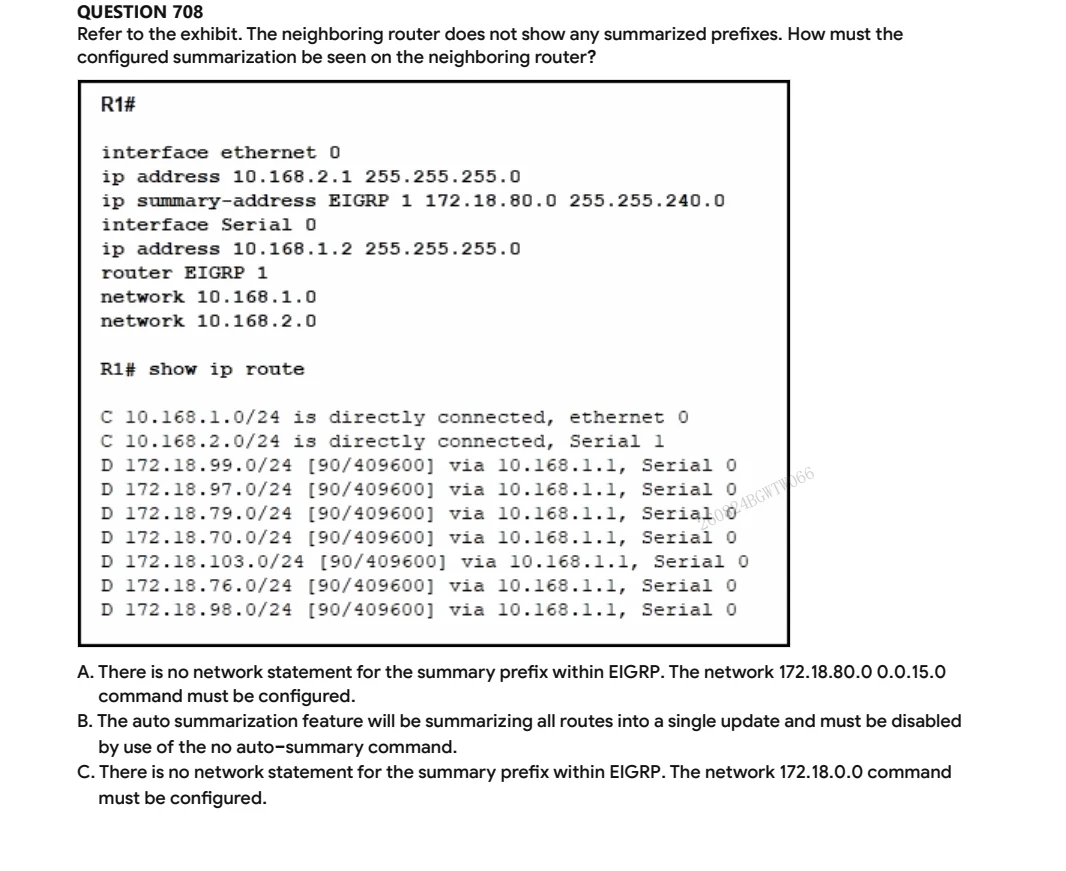 QUESTION 708
Refer to the exhibit. The neighboring router does not show any summarized prefixes. How must the
configured summarization be seen on the neighboring router?
R1#
interface ethernet 0
ip address 10.168.2.1 255.255.255.0
ip summary-address EIGRP 1 172.18.80.0 255.255.240.0
interface Serial 0
ip address 10.168.1.2 255.255.255.0
router EIGRP 1
network 10.168.1.0
network 10.168.2.0
R1# show ip route
C 10.168.1.0/24 is directly connected, ethernet 0
C 10.168.2.0/24 is directly connected, Serial 1
D 172.18.99.0/24 [90/409600] via 10.168.1.1, Serial 0
D 172.18.97.0/24 [90/409600] via 10.168.1.1, Serial 0
D 172.18.79.0/24 [90/409600] via 10.168.1.1, Serial 0
D 172.18.70.0/24 [90/409600] via 10.168.1.1, Serial 0
D 172.18.103.0/24 [90/409600] via 10.168.1.1, Serial 0
D 172.18.76.0/24 [90/409600] via 10.168.1.1, Serial 0
D 172.18.98.0/24 [90/409600] via 10.168.1.1, Serial 0
A. There is no network statement for the summary prefix within EIGRP. The network 172.18.80.0 0.0.15.0
command must be configured.
B. The auto summarization feature will be summarizing all routes into a single update and must be disabled
by use of the no auto-summary command.
C. There is no network statement for the summary prefix within EIGRP. The network 172.18.0.0 command
must be configured.